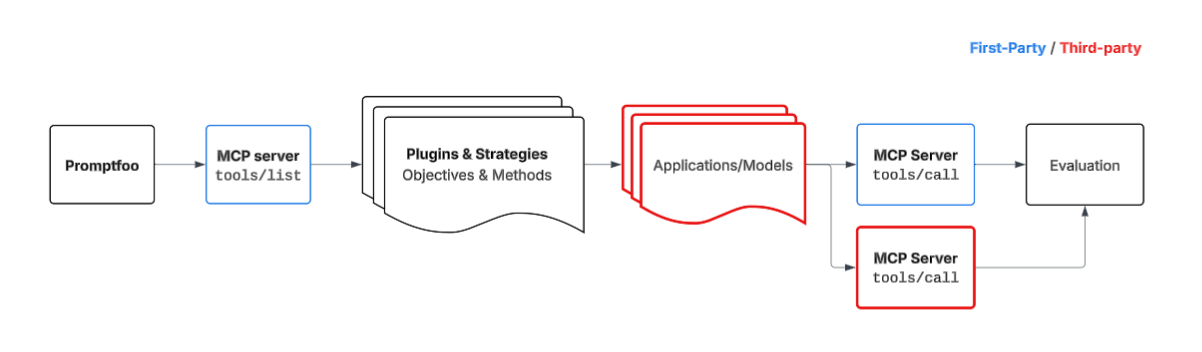 First-Party / Third-party
Promptfoo
MCP server
tools/list
Plugins & Strategies
Objectives & Methods
Applications/Models
MCP Server
tools/call
Evaluation
MCP Server
tools/call